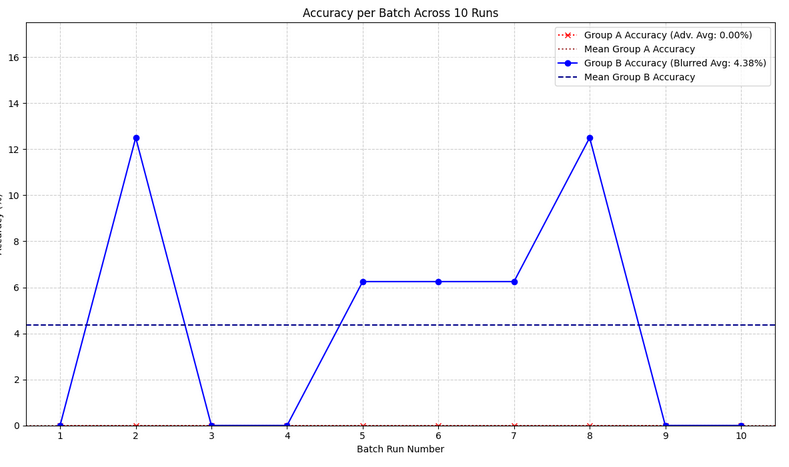 Accuracy per Batch Across 10 Runs
Group A Accuracy (Adv. Avg: 0.00%)
Mean Group A Accuracy
Group B Accuracy (Blurred Avg: 4.38%)
Mean Group B Accuracy
16
14
12
10
8
6
4
2
0
1 2 3 4 5 6 7 8 9 10
Batch Run Number